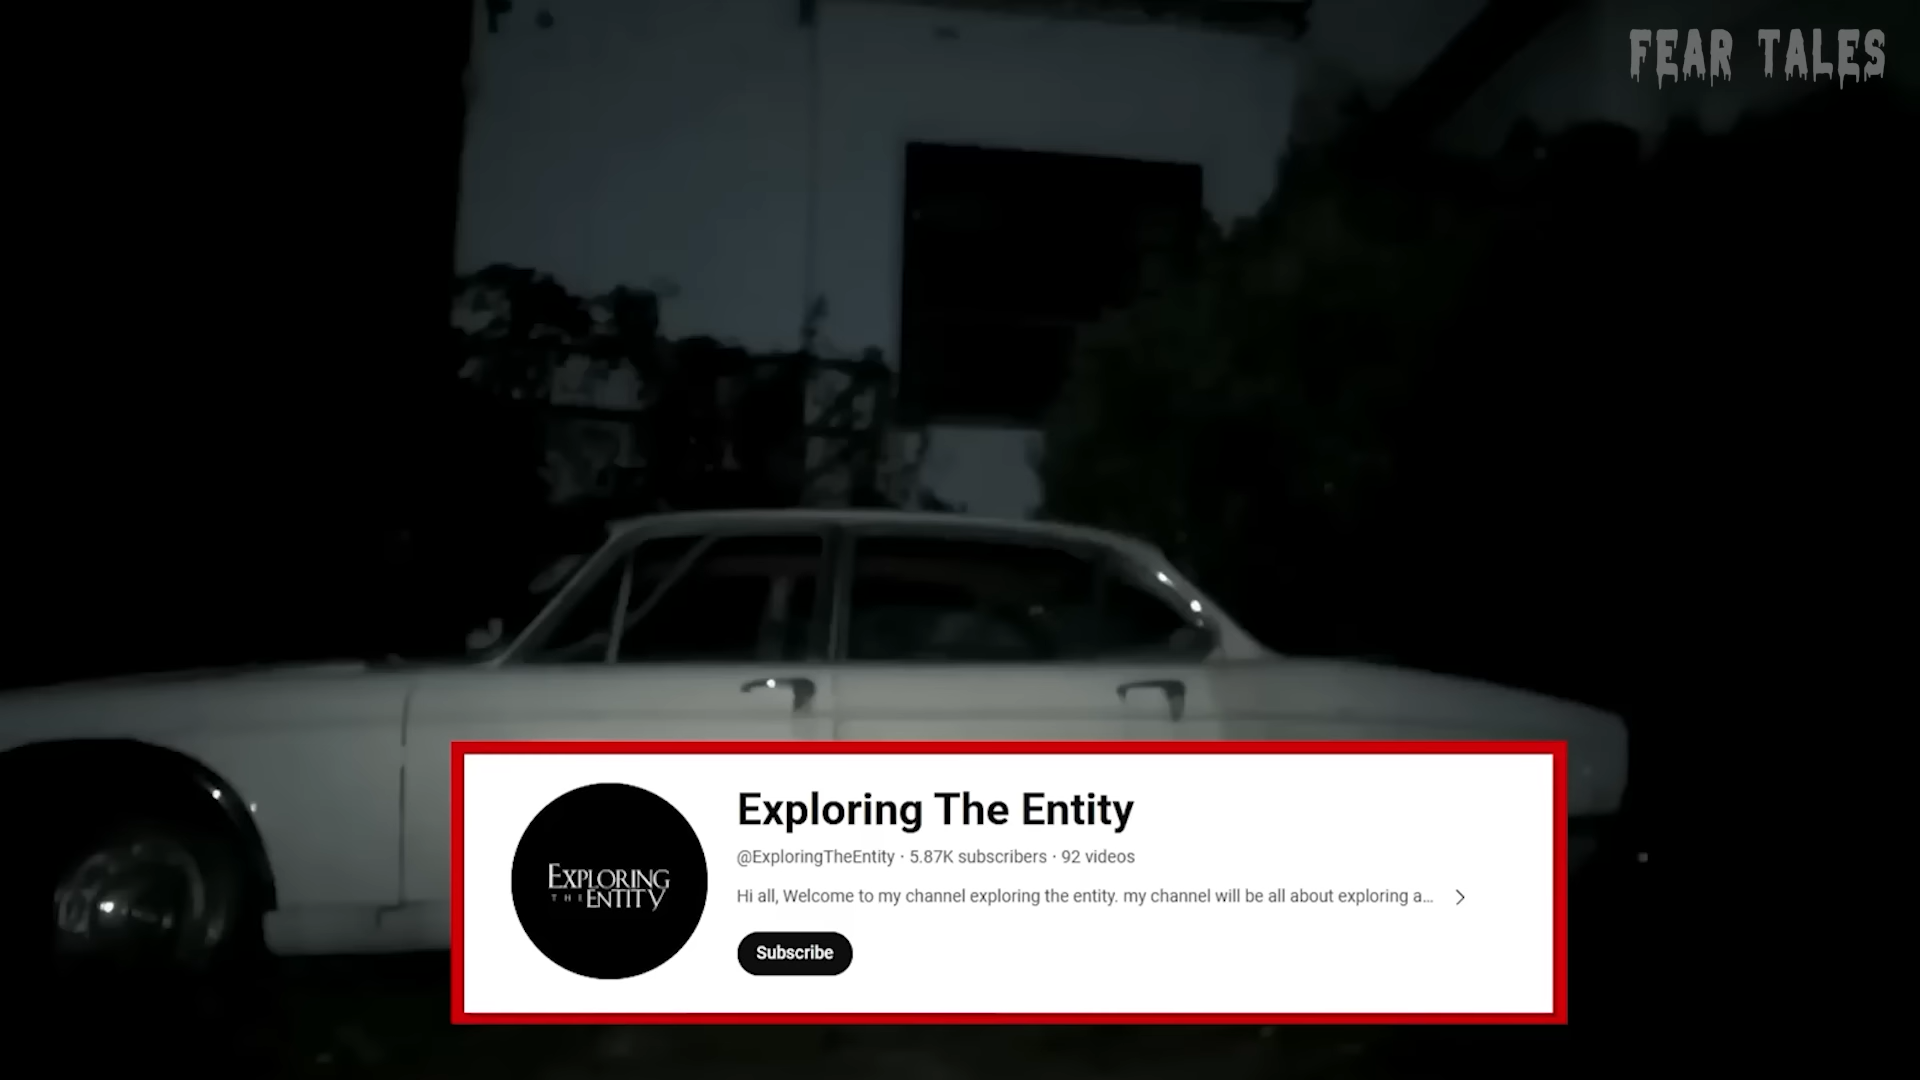 FEAR TALES
Exploring The Entity
@ExploringTheEntity · 5.87K subscribers · 92 videos
Hi all, Welcome to my channel exploring the entity. my channel will be all about exploring a...
EXPLORING
THE ENTITY
Subscribe